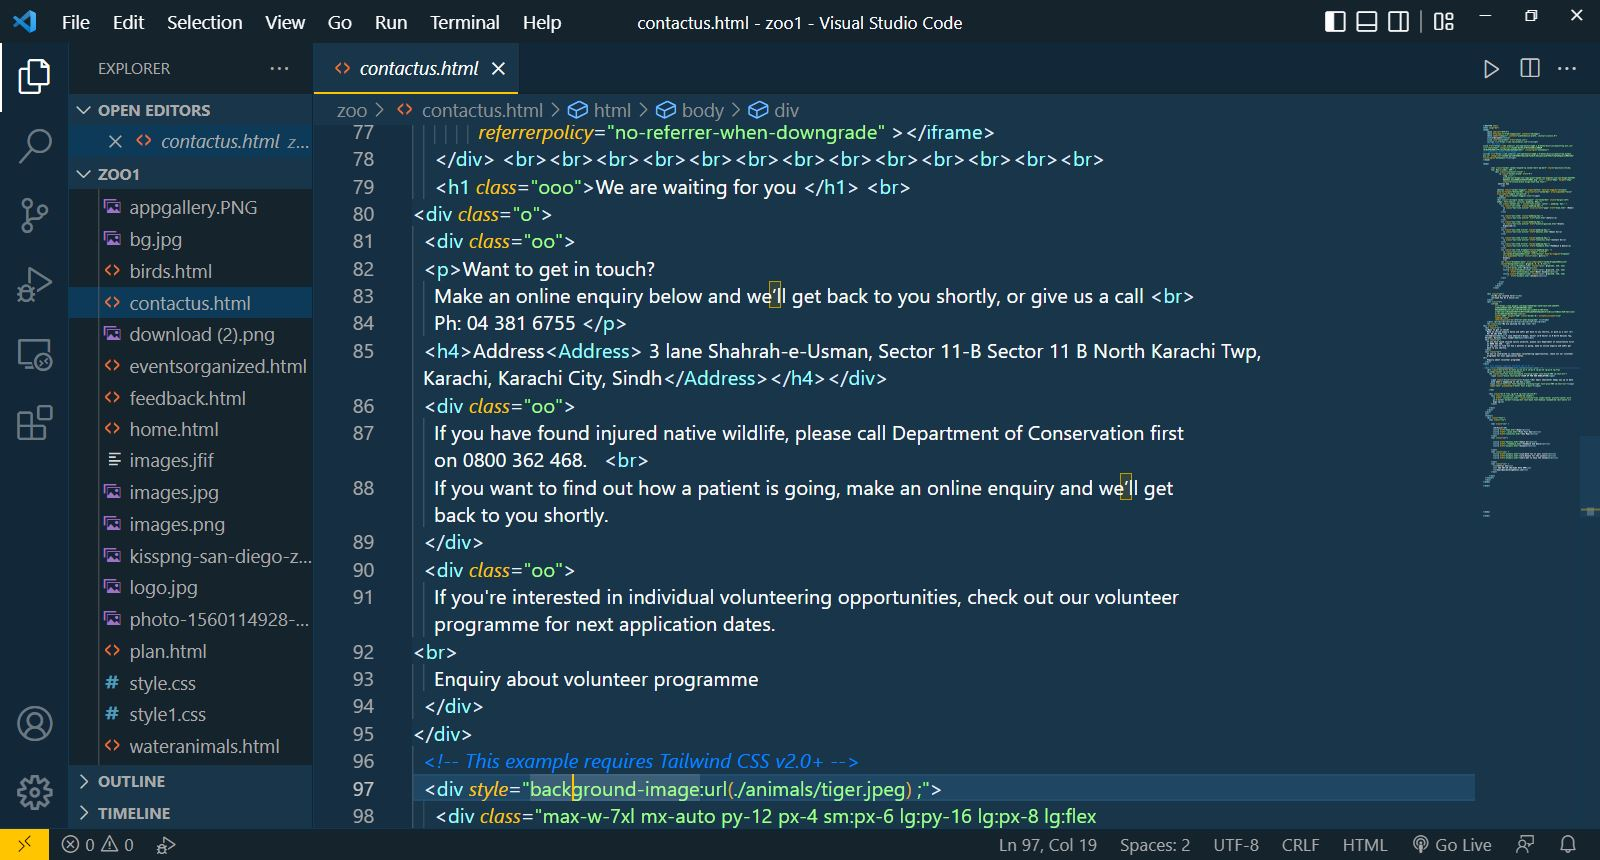 File Edit Selection View Go Run Terminal Help
contactus.html - zoo1 - Visual Studio Code
EXPLORER
OPEN EDITORS
contactus.html z...
ZOO1
appgallery.PNG
bg.jpg
birds.html
contactus.html
download (2).png
eventsorganized.html
feedback.html
home.html
images.jfif
images.jpg
images.png
kisspng-san-diego-z...
logo.jpg
photo-1560114928-...
plan.html
style.css
style1.css
wateranimals.html
OUTLINE
TIMELINE
contactus.html
zoo > contactus.html > html > body > div
77 referrerpolicy="no-referrer-when-downgrade" ></iframe>
78 </div> <br><br><br><br><br><br><br><br><br><br><br><br><br>
79 <h1 class="ooo">We are waiting for you </h1> <br>
80 <div class="o">
81 <div class="oo">
82 <p>Want to get in touch?
83 Make an online enquiry below and we’ll get back to you shortly, or give us a call <br>
84 Ph: 04 381 6755 </p>
85 <h4>Address<Address> 3 lane Shahrah-e-Usman, Sector 11-B Sector 11 B North Karachi Twp,
Karachi, Karachi City, Sindh</Address></h4></div>
86 <div class="oo">
87 If you have found injured native wildlife, please call Department of Conservation first
on 0800 362 468. <br>
88 If you want to find out how a patient is going, make an online enquiry and we’ll get
back to you shortly.
89 </div>
90 <div class="oo">
91 If you're interested in individual volunteering opportunities, check out our volunteer
programme for next application dates.
92 <br>
93 Enquiry about volunteer programme
94 </div>
95 </div>
96 <!-- This example requires Tailwind CSS v2.0+ -->
97 <div style="background-image:url(./animals/tiger.jpeg) ;">
98 <div class="max-w-7xl mx-auto py-12 px-4 sm:px-6 lg:py-16 lg:px-8 lg:flex
0 0
Ln 97, Col 19 Spaces: 2 UTF-8 CRLF HTML Go Live